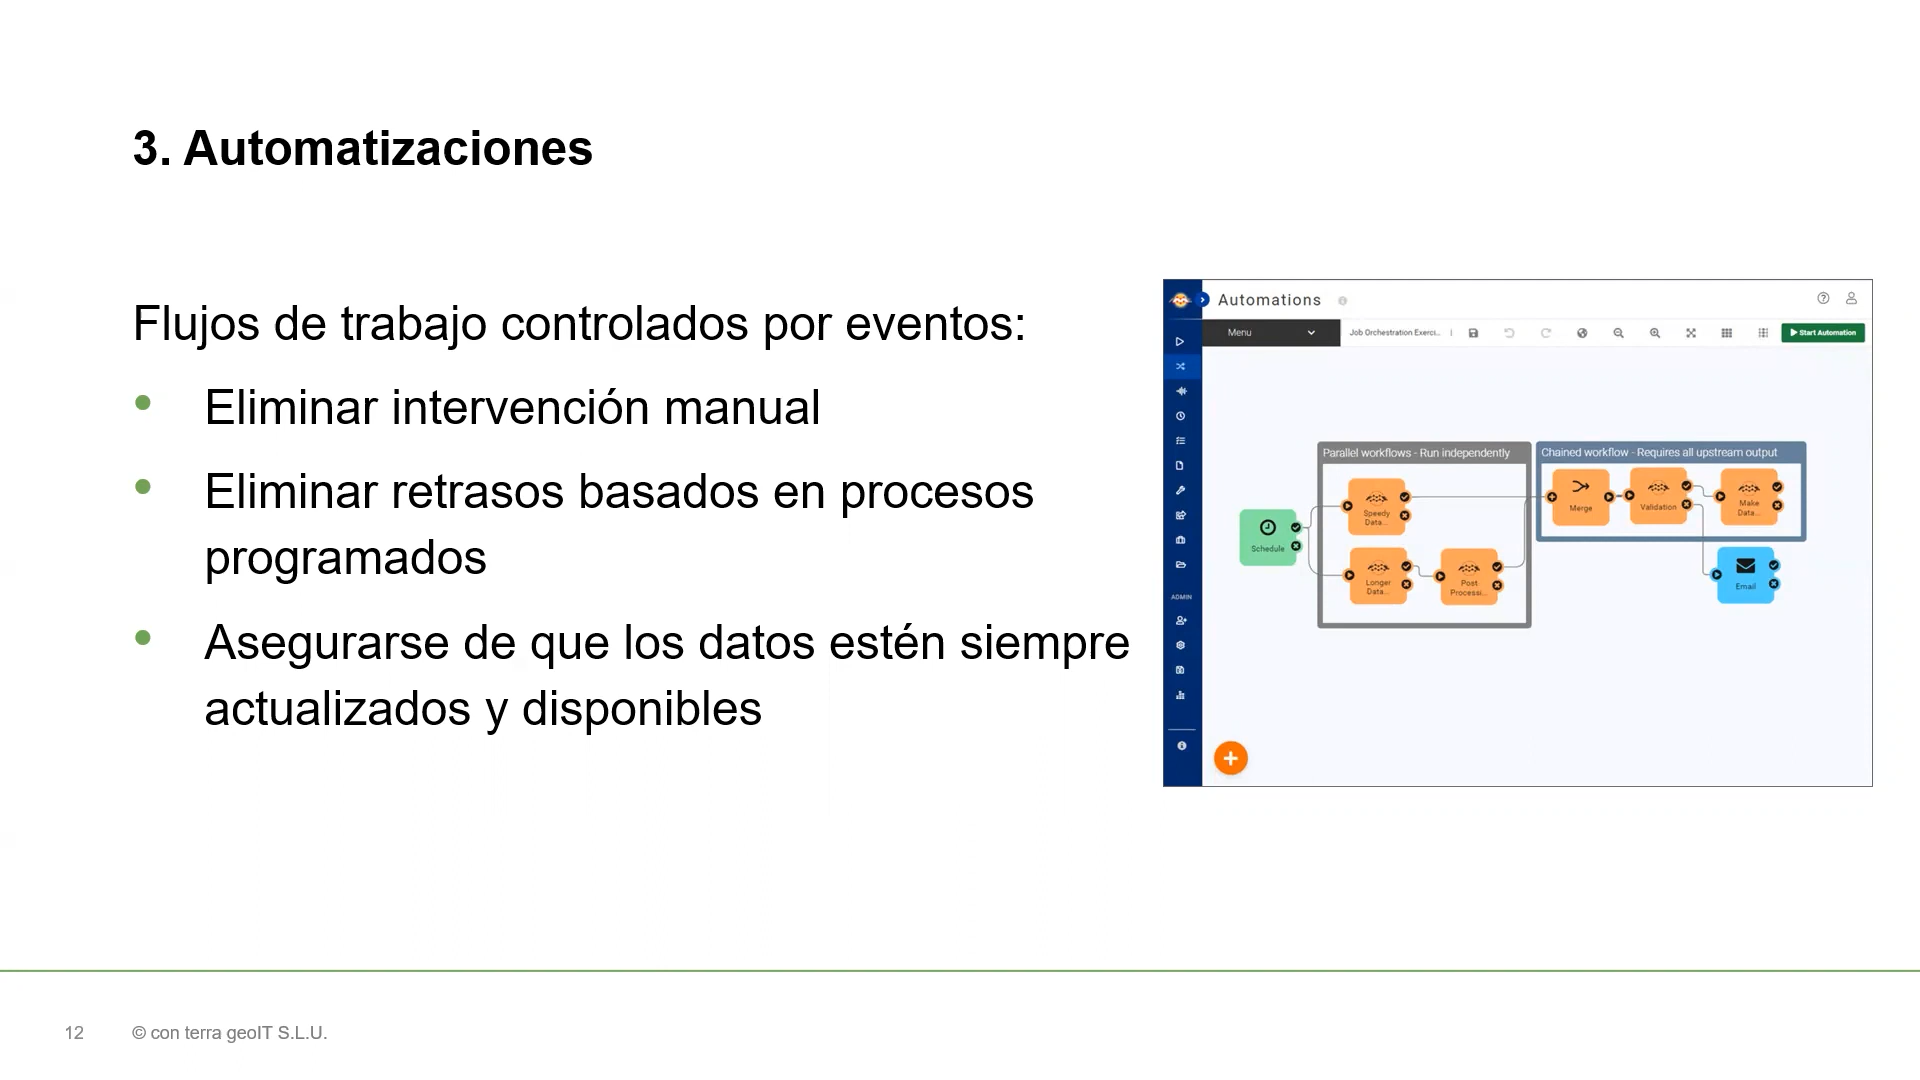 3. Automatizaciones
Flujos de trabajo controlados por eventos:
• Eliminar intervención manual
• Eliminar retrasos basados en procesos
programados
• Asegurarse de que los datos estén siempre
actualizados y disponibles
Automations
Menu
Job Orchestration Exerci...
Start Automation
Parallel workflows - Run independently
Chained workflow - Requires all upstream output
Schedule
Speedy
Data...
Longer
Data...
Post
Processi...
Merge
Validation
Make
Data...
Email
ADMIN
12
© con terra geoIT S.L.U.